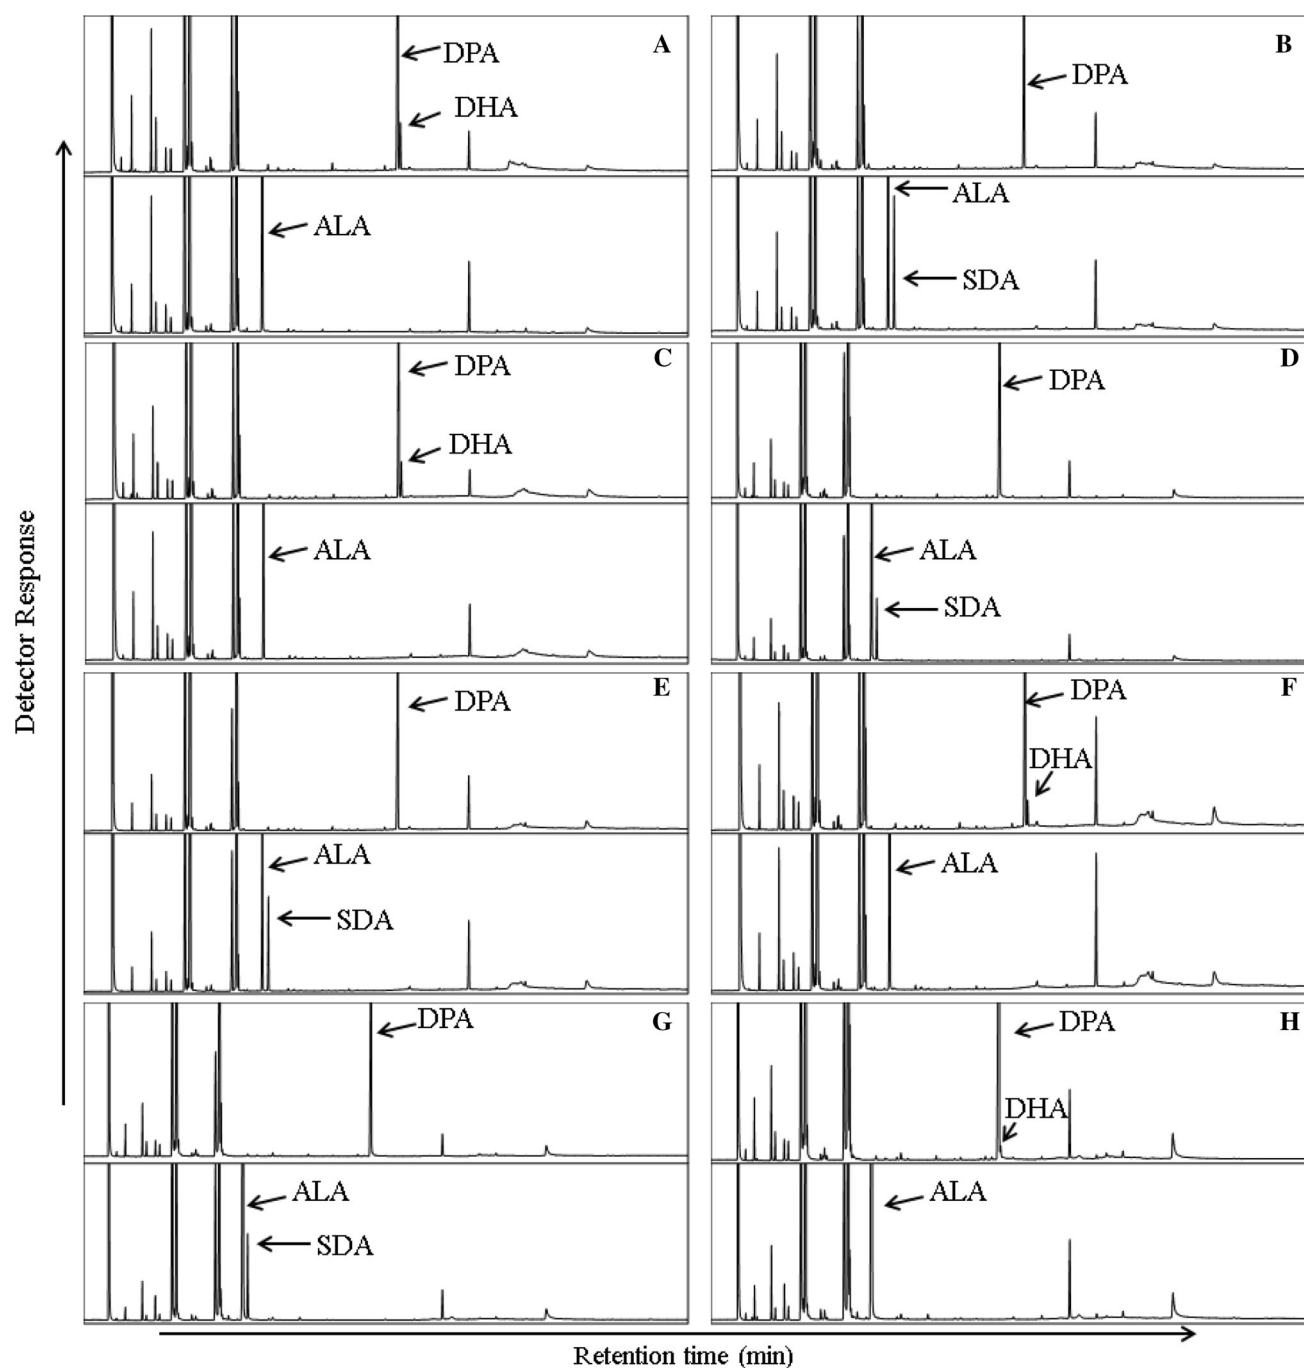 A
DPA
DHA
ALA
B
DPA
ALA
SDA
C
DPA
DHA
ALA
D
DPA
ALA
SDA
E
DPA
ALA
SDA
F
DPA
DHA
ALA
G
DPA
ALA
SDA
H
DPA
DHA
ALA
Detector Response
Retention time (min)